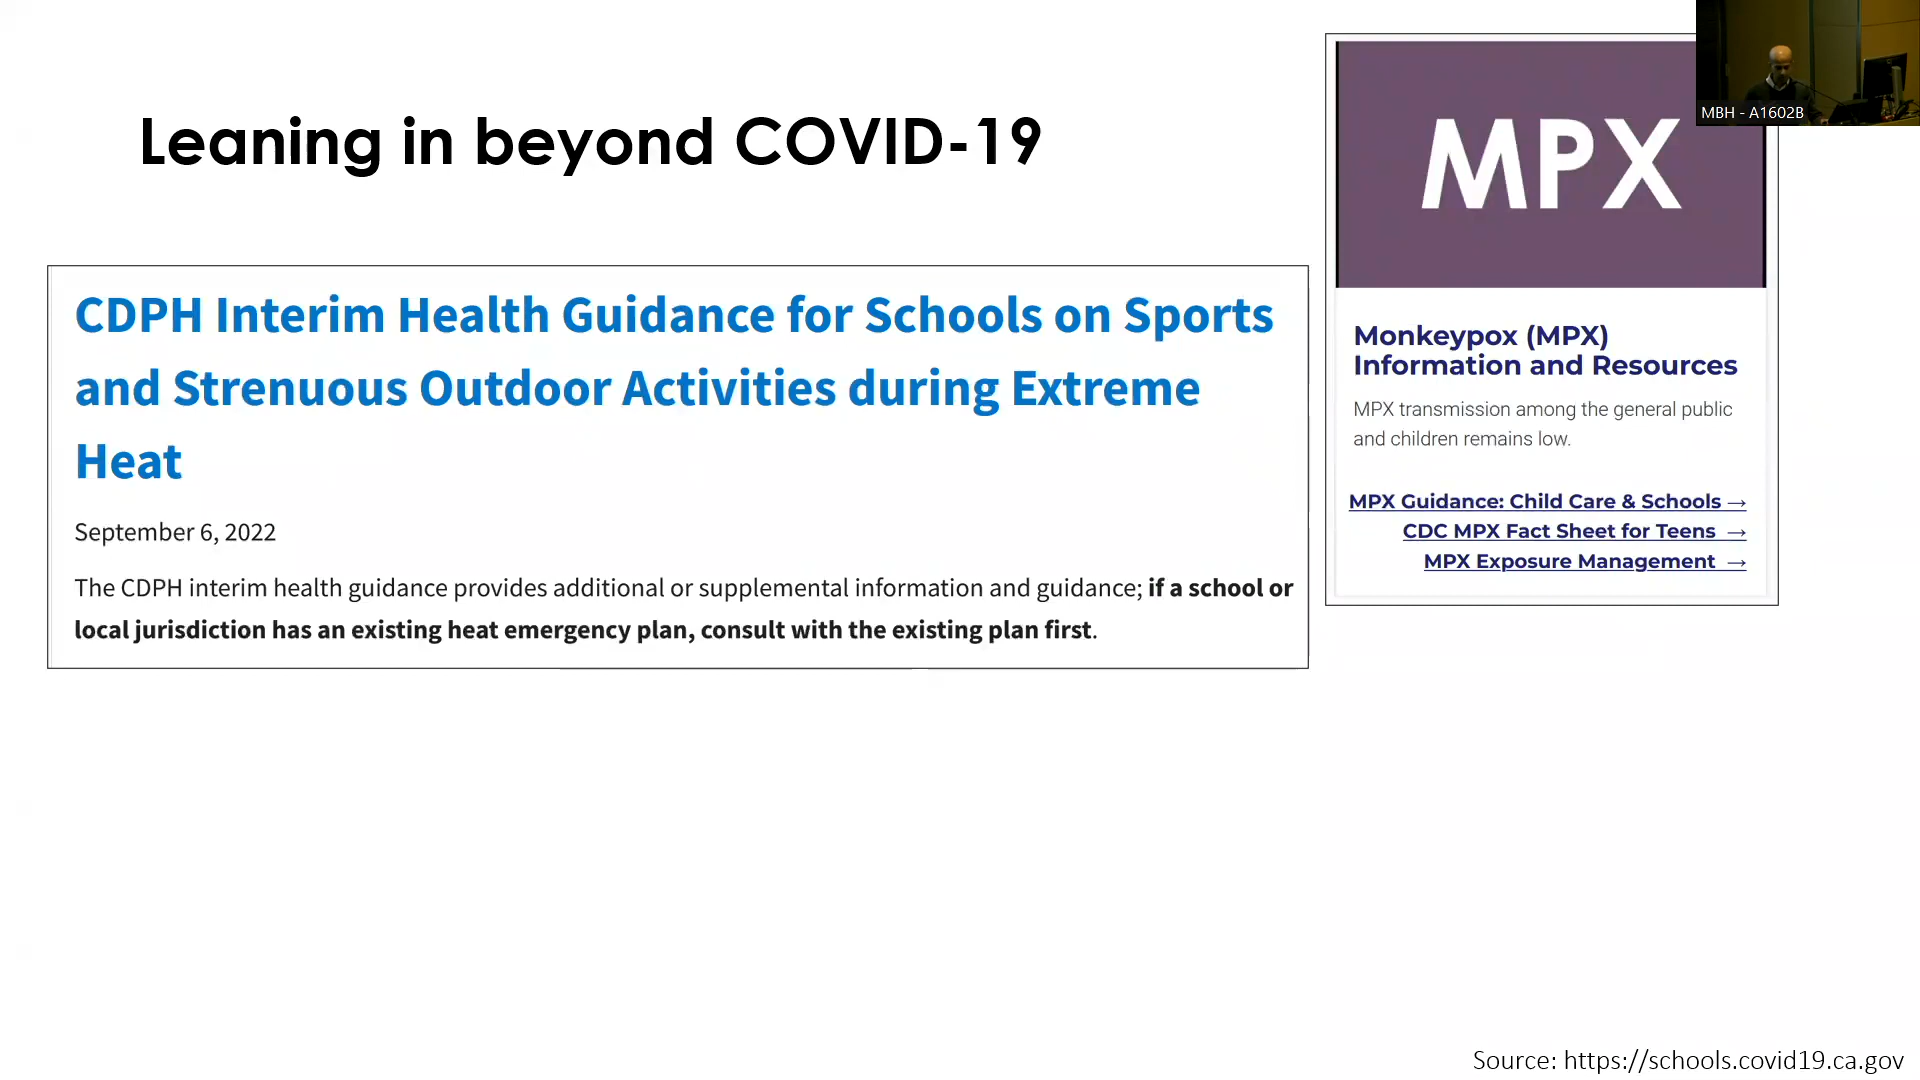 Leaning in beyond COVID-19
CDPH Interim Health Guidance for Schools on Sports
and Strenuous Outdoor Activities during Extreme
Heat
September 6, 2022
The CDPH interim health guidance provides additional or supplemental information and guidance; if a school or
local jurisdiction has an existing heat emergency plan, consult with the existing plan first.
MPX
Monkeypox (MPX)
Information and Resources
MPX transmission among the general public
and children remains low.
MPX Guidance: Child Care & Schools →
CDC MPX Fact Sheet for Teens →
MPX Exposure Management →
MBH - A1602B
Source: https://schools.covid19.ca.gov